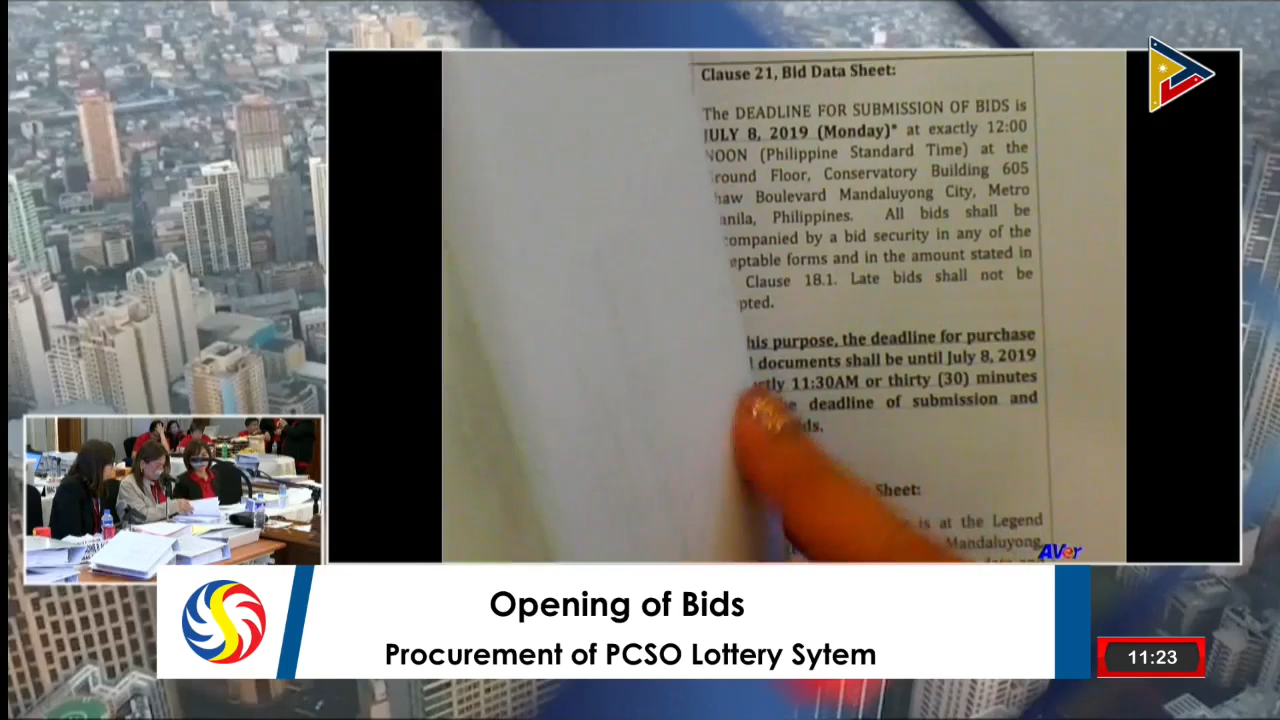 Clause 21, Bid Data Sheet:
The DEADLINE FOR SUBMISSION OF BIDS is
JULY 8, 2019 (Monday)* at exactly 12:00
NOON (Philippine Standard Time) at the
round Floor, Conservatory Building 605
haw Boulevard Mandaluyong City, Metro
anila, Philippines. All bids shall be
companied by a bid security in any of the
eptable forms and in the amount stated in
Clause 18.1. Late bids shall not be
pted.
his purpose, the deadline for purchase
documents shall be until July 8, 2019
ctly 11:30AM or thirty (30) minutes
e deadline of submission and
ds.
Sheet:
is at the Legend
Mandaluyong,
AVer
Opening of Bids
Procurement of PCSO Lottery Sytem
11:23